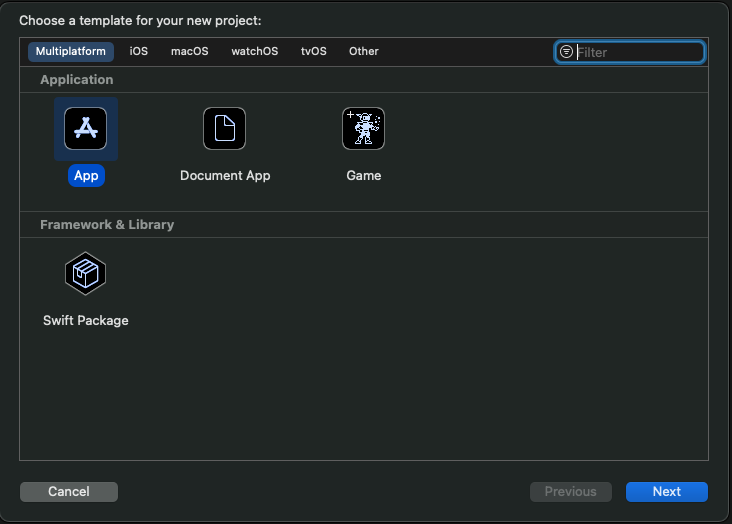 Choose a template for your new project:
Multiplatform iOS macOS watchOS tvOS Other Filter
Application
App Document App Game
Framework & Library
Swift Package
Cancel Previous Next